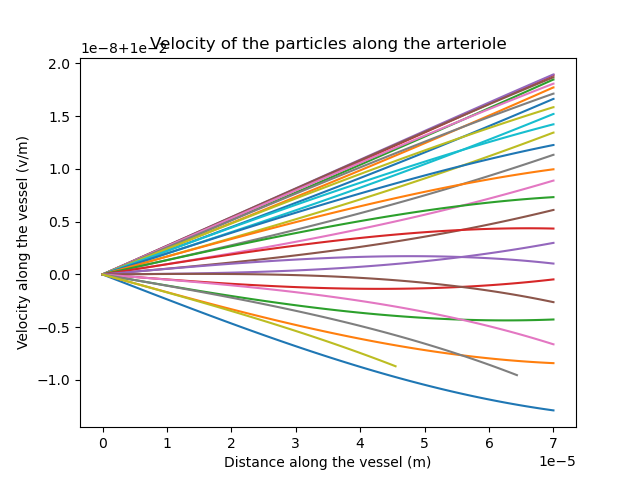 Velocity of the particles along the arteriole
1e−8+1e−2
2.0
1.5
1.0
0.5
0.0
−0.5
−1.0
Velocity along the vessel (v/m)
0 1 2 3 4 5 6 7
1e−5
Distance along the vessel (m)